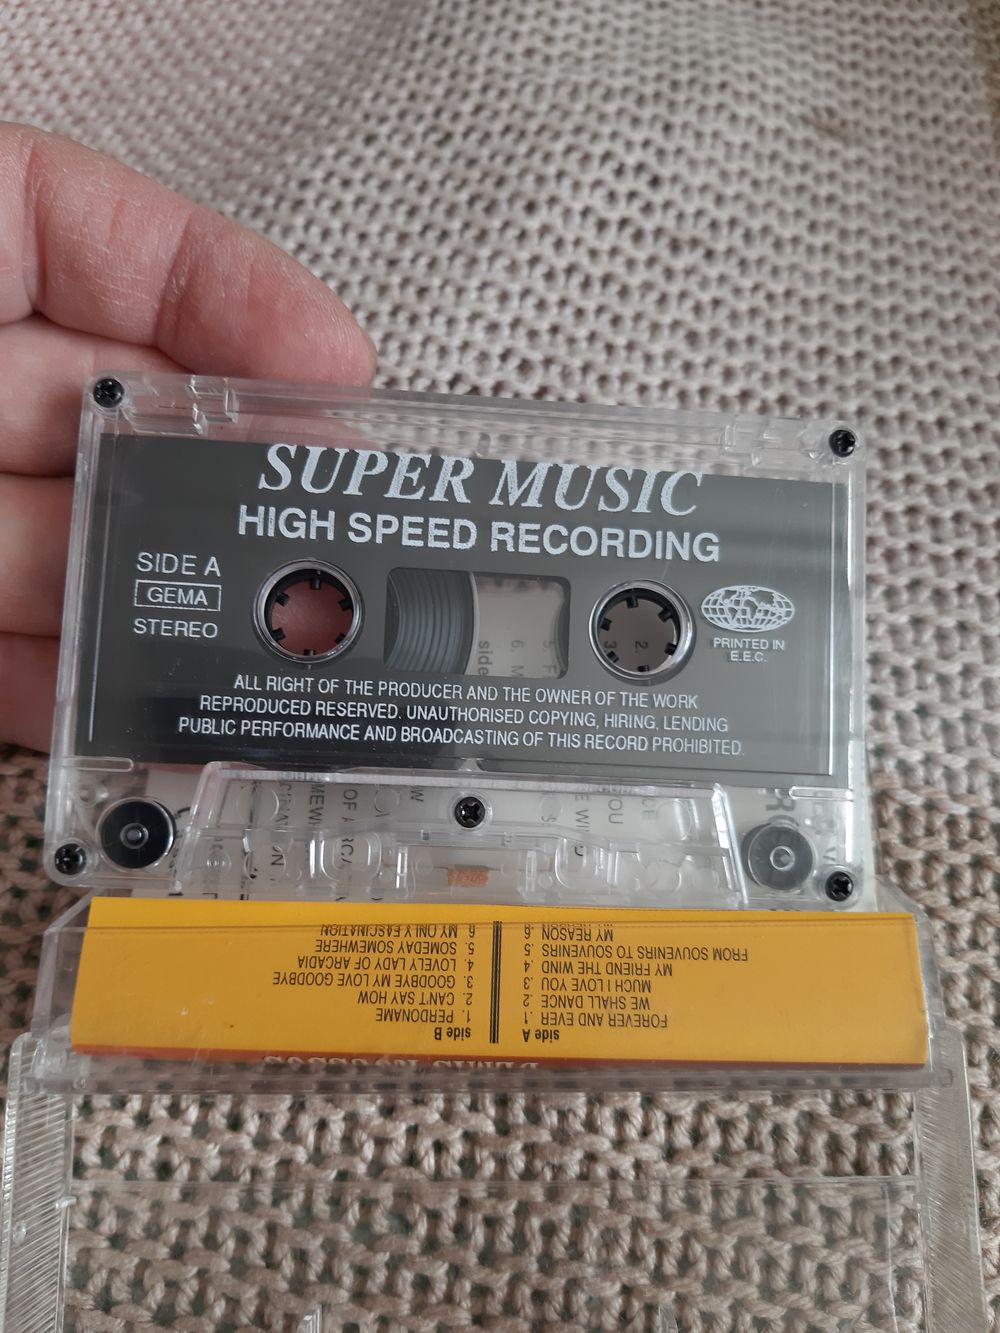 SUPER MUSIC
HIGH SPEED RECORDING
SIDE A
GEMA
STEREO
PRINTED IN
E.E.C.
ALL RIGHT OF THE PRODUCER AND THE OWNER OF THE WORK
REPRODUCED RESERVED. UNAUTHORISED COPYING, HIRING, LENDING
PUBLIC PERFORMANCE AND BROADCASTING OF THIS RECORD PROHIBITED.
side A
FOREVER AND EVER .1
WE SHALL DANCE .2
MUCH I LOVE YOU .3
MY FRIEND THE WIND .4
FROM SOUVENIRS TO SOUVENIRS .5
MY REASON .6
side B
1. PERDONAME
2. CAN'T SAY HOW
3. GOODBYE MY LOVE GOODBYE
4. LOVELY LADY OF ARCADIA
5. SOMEDAY SOMEWHERE
6. MY ONLY FASCINATION